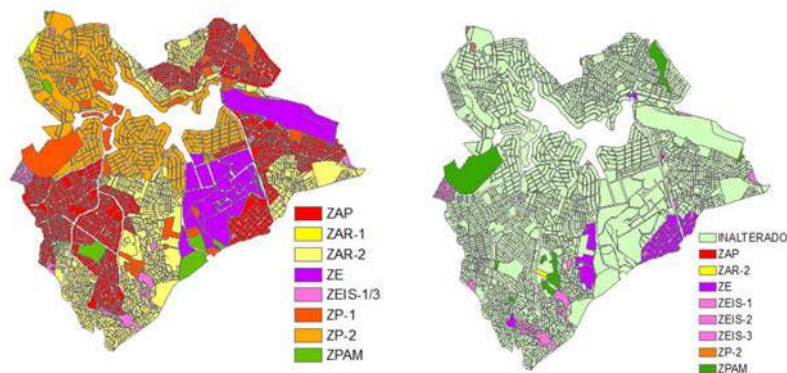 ZAP
ZAR-1
ZAR-2
ZE
ZEIS-1/3
ZP-1
ZP-2
ZPAM
INALTERADO
ZAP
ZAR-2
ZE
ZEIS-1
ZEIS-2
ZEIS-3
ZP-2
ZPAM